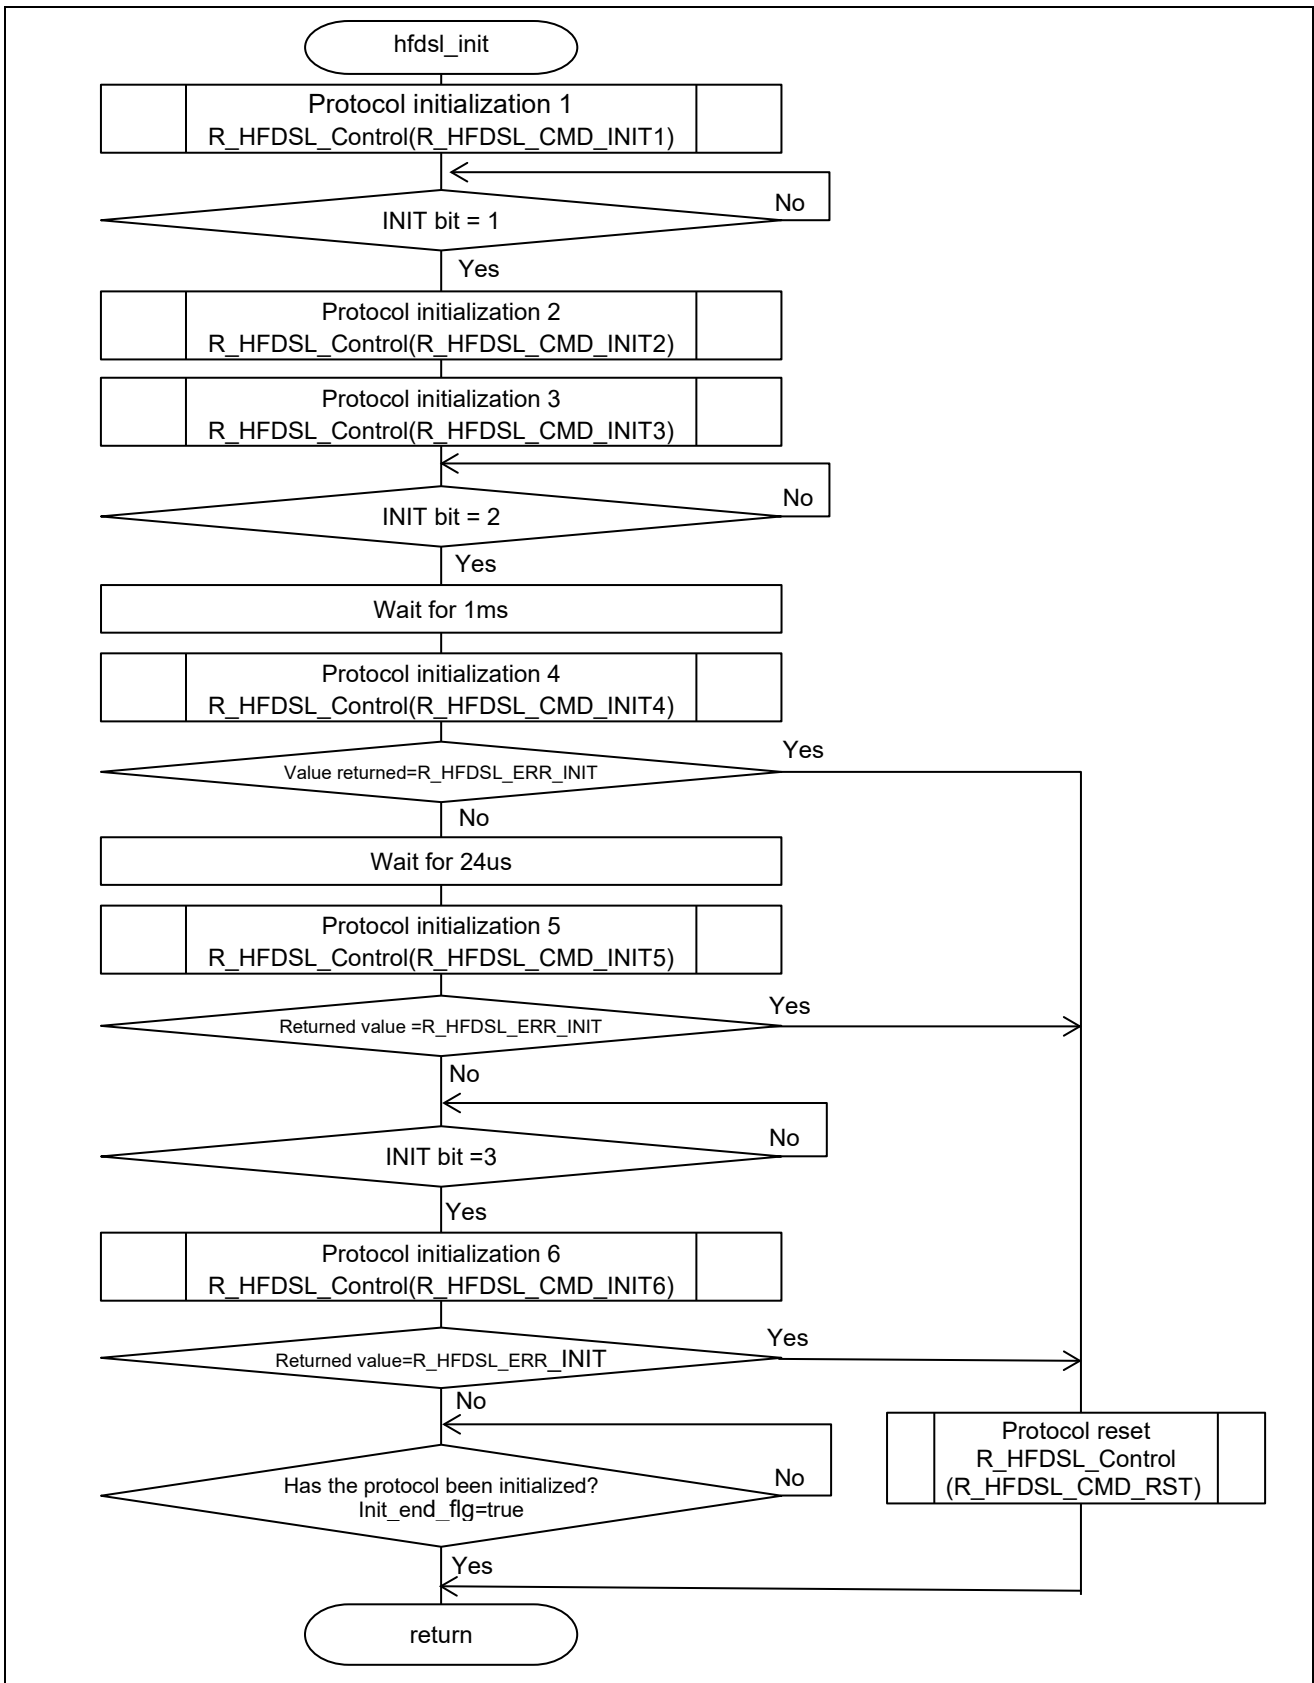 hfdsl_init
Protocol initialization 1
R_HFDSL_Control(R_HFDSL_CMD_INIT1)
No
INIT bit = 1
Yes
Protocol initialization 2
R_HFDSL_Control(R_HFDSL_CMD_INIT2)
Protocol initialization 3
R_HFDSL_Control(R_HFDSL_CMD_INIT3)
No
INIT bit = 2
Yes
Wait for 1ms
Protocol initialization 4
R_HFDSL_Control(R_HFDSL_CMD_INIT4)
Yes
Value returned=R_HFDSL_ERR_INIT
No
Wait for 24us
Protocol initialization 5
R_HFDSL_Control(R_HFDSL_CMD_INIT5)
Yes
Returned value =R_HFDSL_ERR_INIT
No
No
INIT bit =3
Yes
Protocol initialization 6
R_HFDSL_Control(R_HFDSL_CMD_INIT6)
Yes
Returned value=R_HFDSL_ERR_INIT
No
Protocol reset
R_HFDSL_Control
(R_HFDSL_CMD_RST)
No
Has the protocol been initialized?
Init_end_flg=true
Yes
return